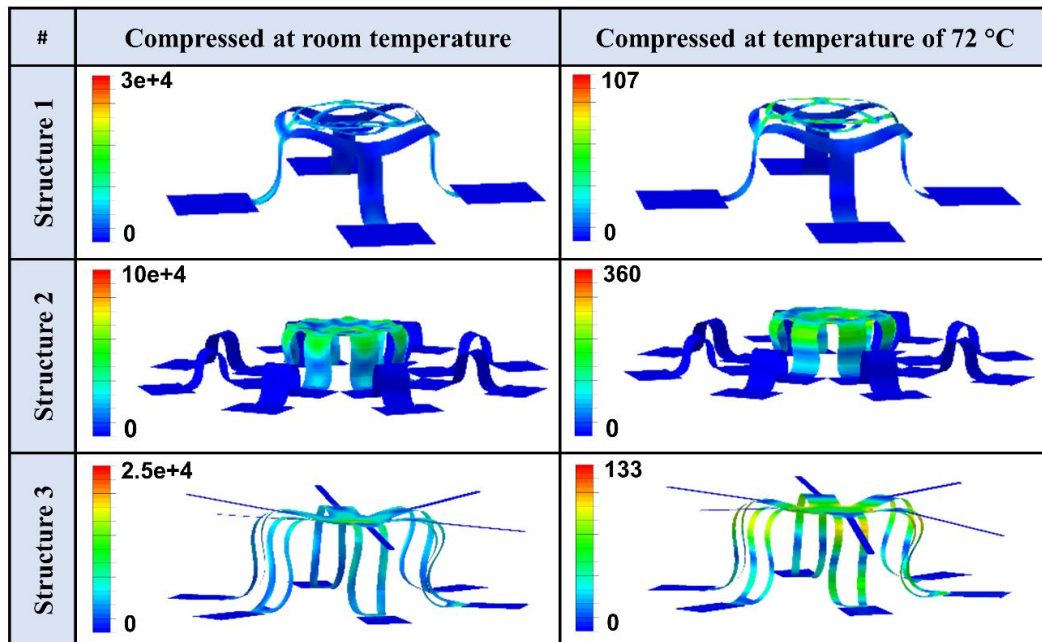 # Compressed at room temperature Compressed at temperature of 72 °C
Structure 1
3e+4
0
107
0
Structure 2
10e+4
0
360
0
Structure 3
2.5e+4
0
133
0